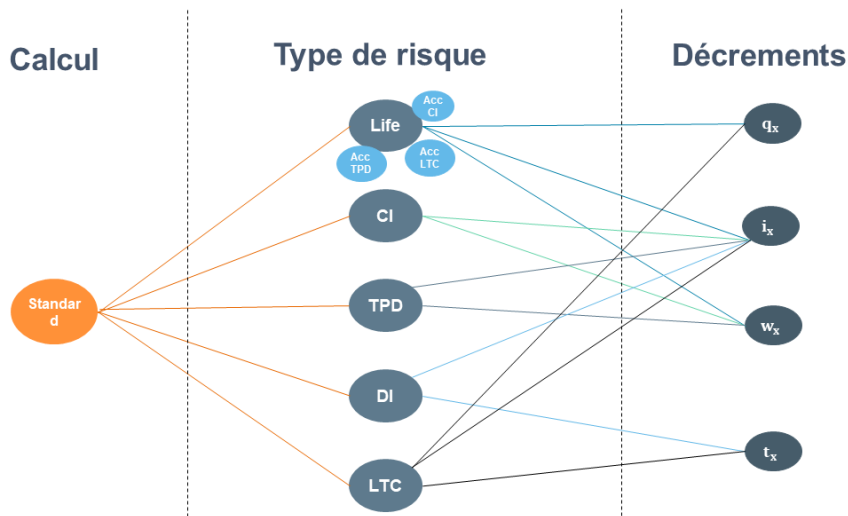 Calcul
Type de risque
Décrements
Acc
CI
Life
Acc
TPD
Acc
LTC
CI
TPD
DI
LTC
Standar
d
qx
ix
wx
tx